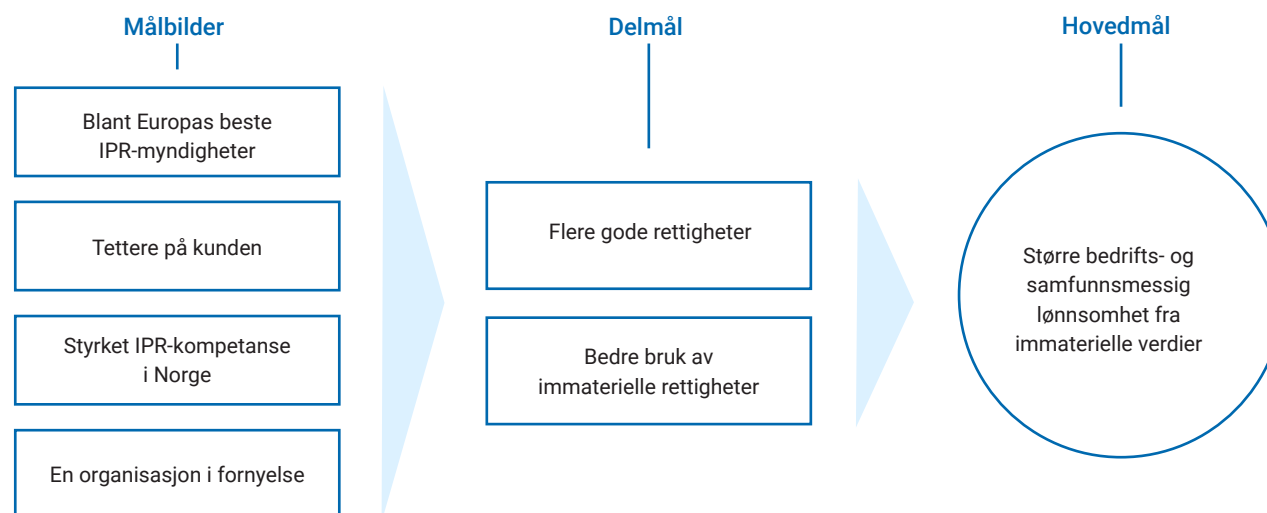 Målbilder
Blant Europas beste
IPR-myndigheter
Tettere på kunden
Styrket IPR-kompetanse
i Norge
En organisasjon i fornyelse
Delmål
Flere gode rettigheter
Bedre bruk av
immaterielle rettigheter
Hovedmål
Større bedrifts- og
samfunnsmessig
lønnsomhet fra
immaterielle verdier